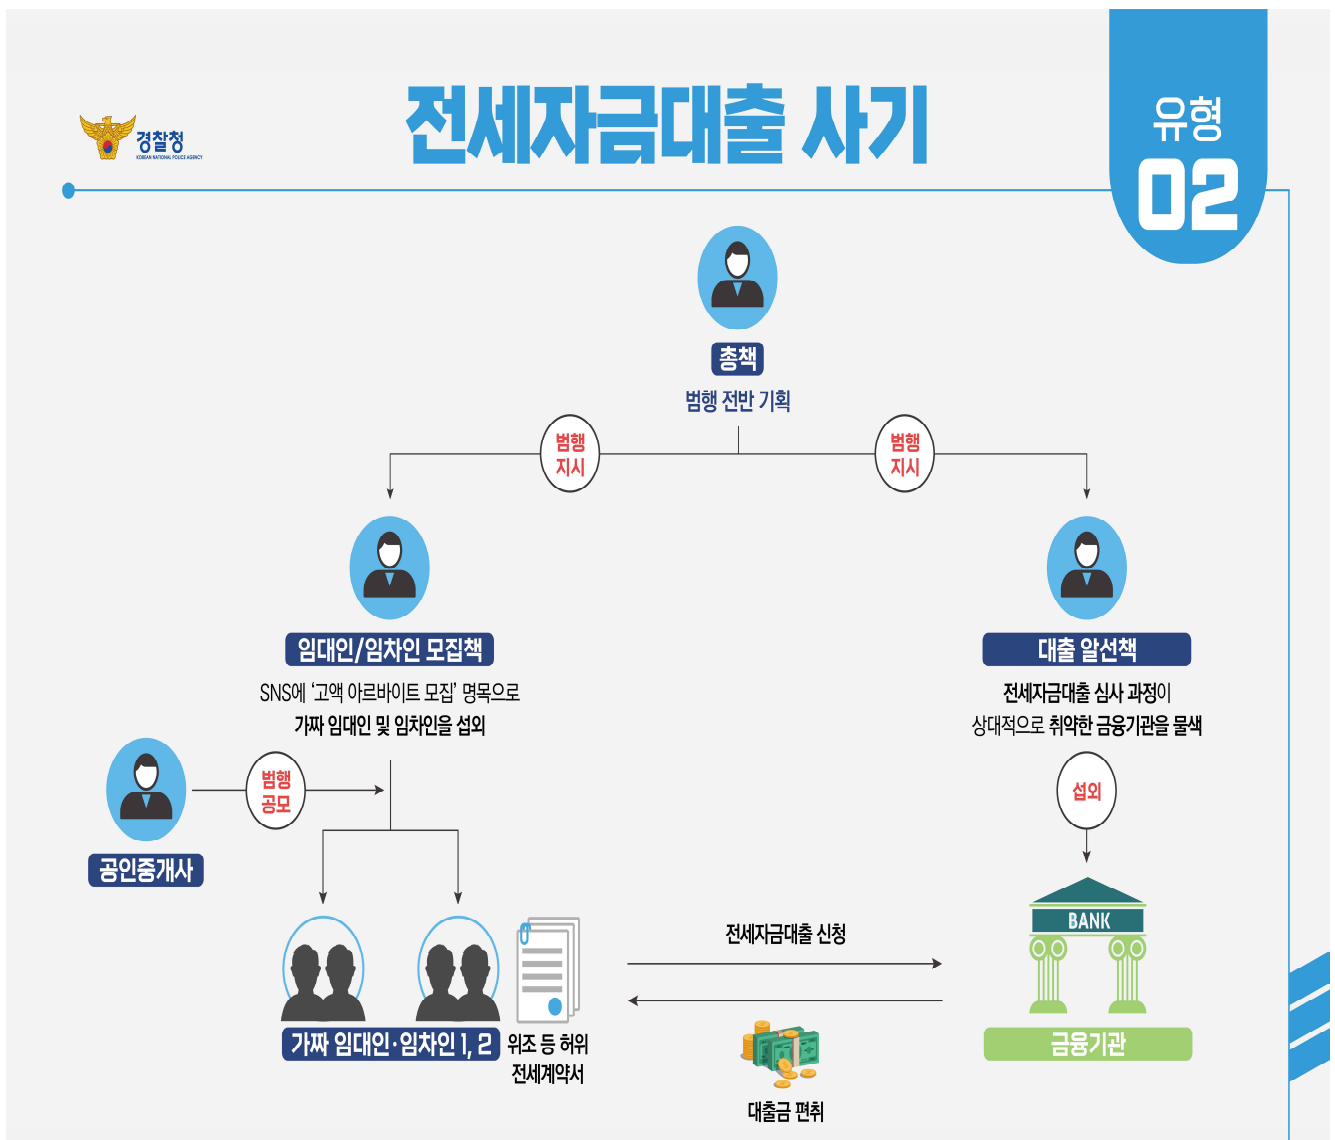 경찰청
KOREAN NATIONAL POLICE AGENCY
전세자금대출 사기
유형
02
총책
범행 전반 기획
범행
지시
범행
지시
임대인/임차인 모집책
SNS에 '고액 아르바이트 모집' 명목으로
가짜 임대인 및 임차인을 섭외
대출 알선책
전세자금대출 심사 과정이
상대적으로 취약한 금융기관을 물색
범행
공모
공인중개사
섭외
BANK
금융기관
가짜 임대인·임차인 1, 2
위조 등 허위
전세계약서
전세자금대출 신청
대출금 편취